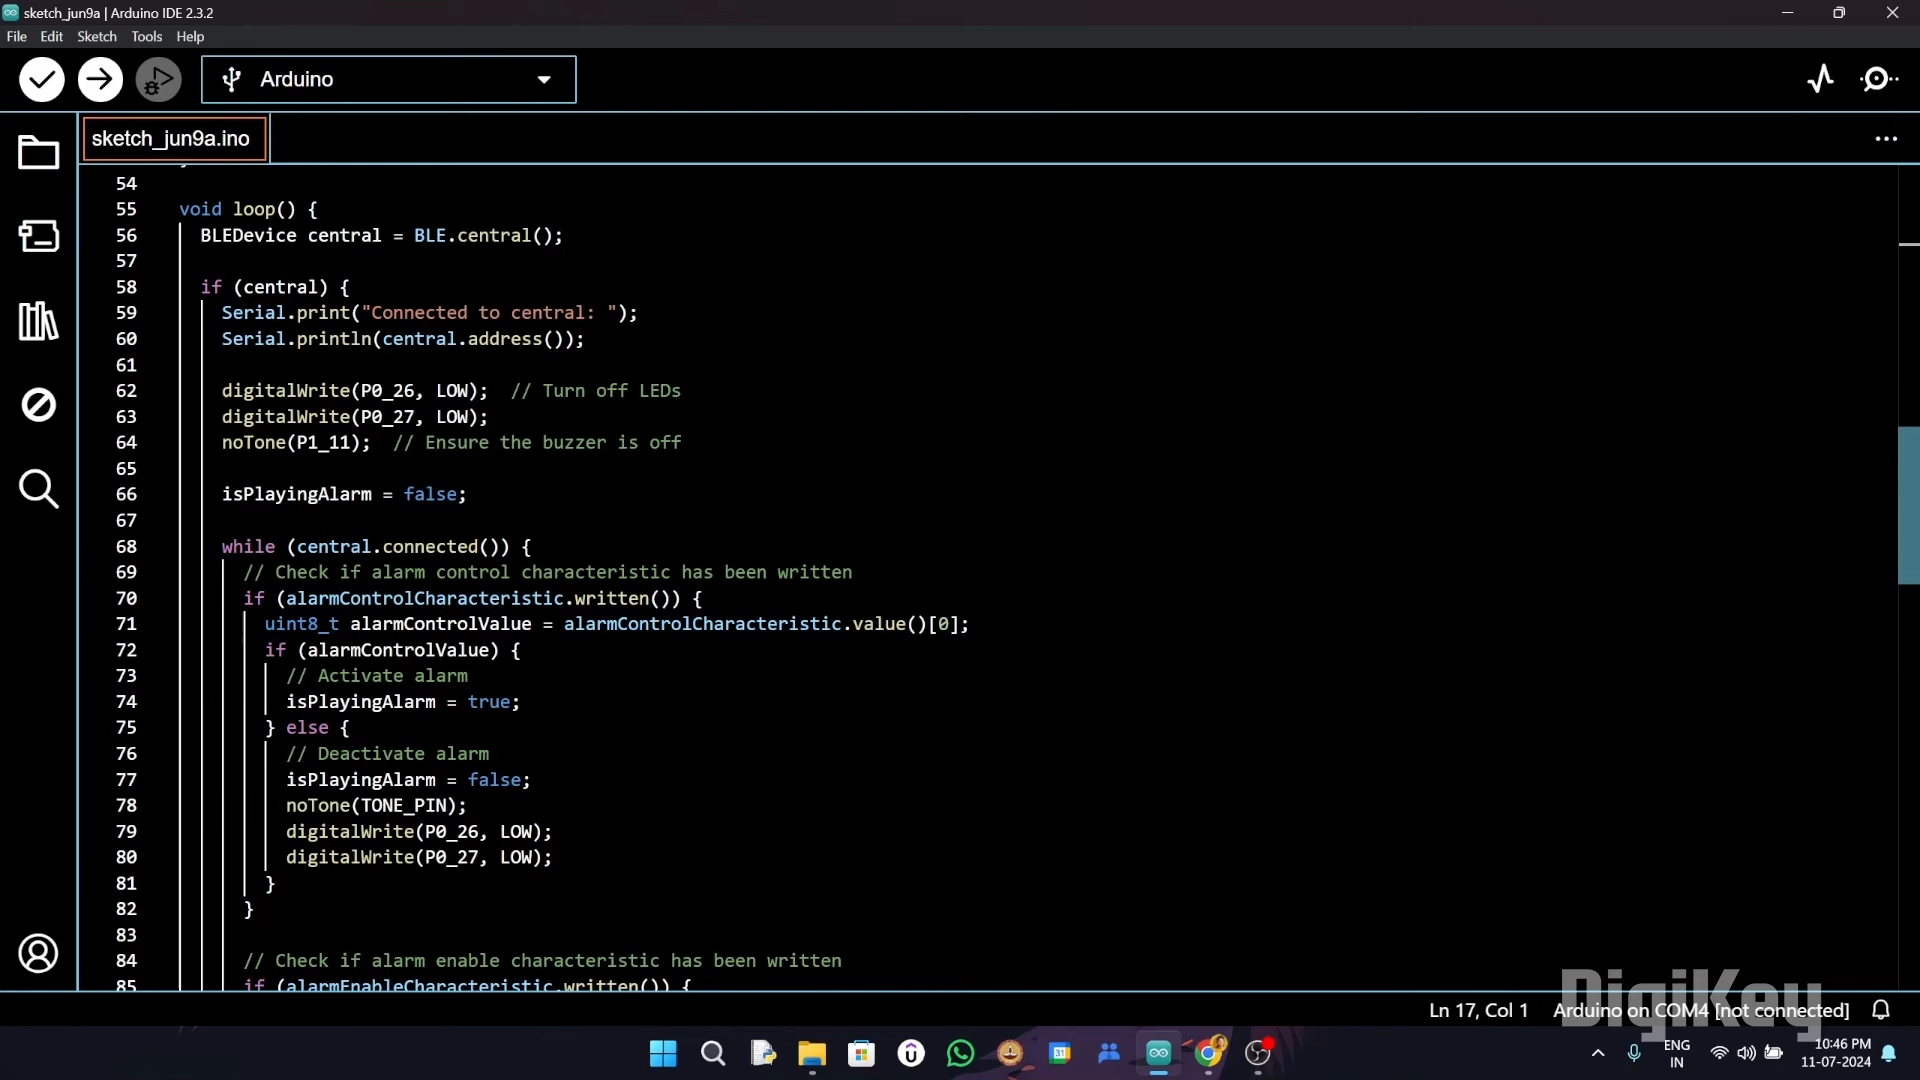 sketch_jun9a | Arduino IDE 2.3.2
File Edit Sketch Tools Help
Arduino
sketch_jun9a.ino
54
55 void loop() {
56 BLEDevice central = BLE.central();
57
58 if (central) {
59 Serial.print("Connected to central: ");
60 Serial.println(central.address());
61
62 digitalWrite(P0_26, LOW); // Turn off LEDs
63 digitalWrite(P0_27, LOW);
64 noTone(P1_11); // Ensure the buzzer is off
65
66 isPlayingAlarm = false;
67
68 while (central.connected()) {
69 // Check if alarm control characteristic has been written
70 if (alarmControlCharacteristic.written()) {
71 uint8_t alarmControlValue = alarmControlCharacteristic.value()[0];
72 if (alarmControlValue) {
73 // Activate alarm
74 isPlayingAlarm = true;
75 } else {
76 // Deactivate alarm
77 isPlayingAlarm = false;
78 noTone(TONE_PIN);
79 digitalWrite(P0_26, LOW);
80 digitalWrite(P0_27, LOW);
81 }
82 }
83
84 // Check if alarm enable characteristic has been written
85 if (alarmEnableCharacteristic.written()) {
DigiKey
Ln 17, Col 1 Arduino on COM4 [not connected]
31
ENG
IN
10:46 PM
11-07-2024